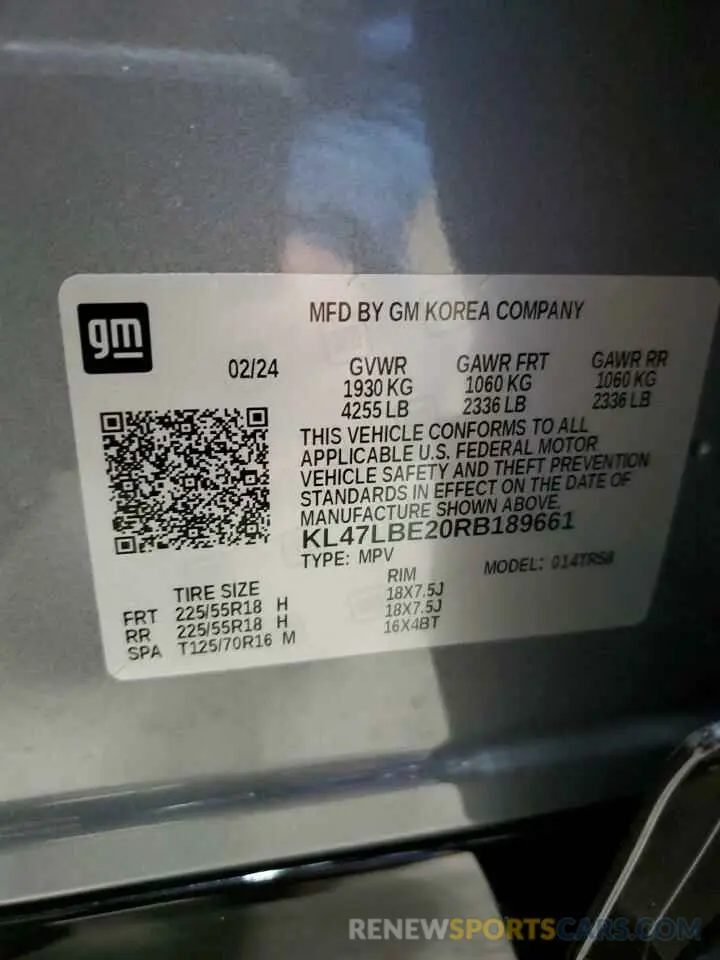 gm
MFD BY GM KOREA COMPANY
02/24
GVWR GAWR FRT GAWR RR
1930 KG 1060 KG 1060 KG
4255 LB 2336 LB 2336 LB
THIS VEHICLE CONFORMS TO ALL
APPLICABLE U.S. FEDERAL MOTOR
VEHICLE SAFETY AND THEFT PREVENTION
STANDARDS IN EFFECT ON THE DATE OF
MANUFACTURE SHOWN ABOVE.
KL47LBE20RB189661
TYPE: MPV MODEL:
TIRE SIZE RIM
FRT 225/55R18 H 18X7.5J
RR 225/55R18 H 18X7.5J
SPA T125/70R16 M 16X4BT
RENEWSPORTSCARS.COM